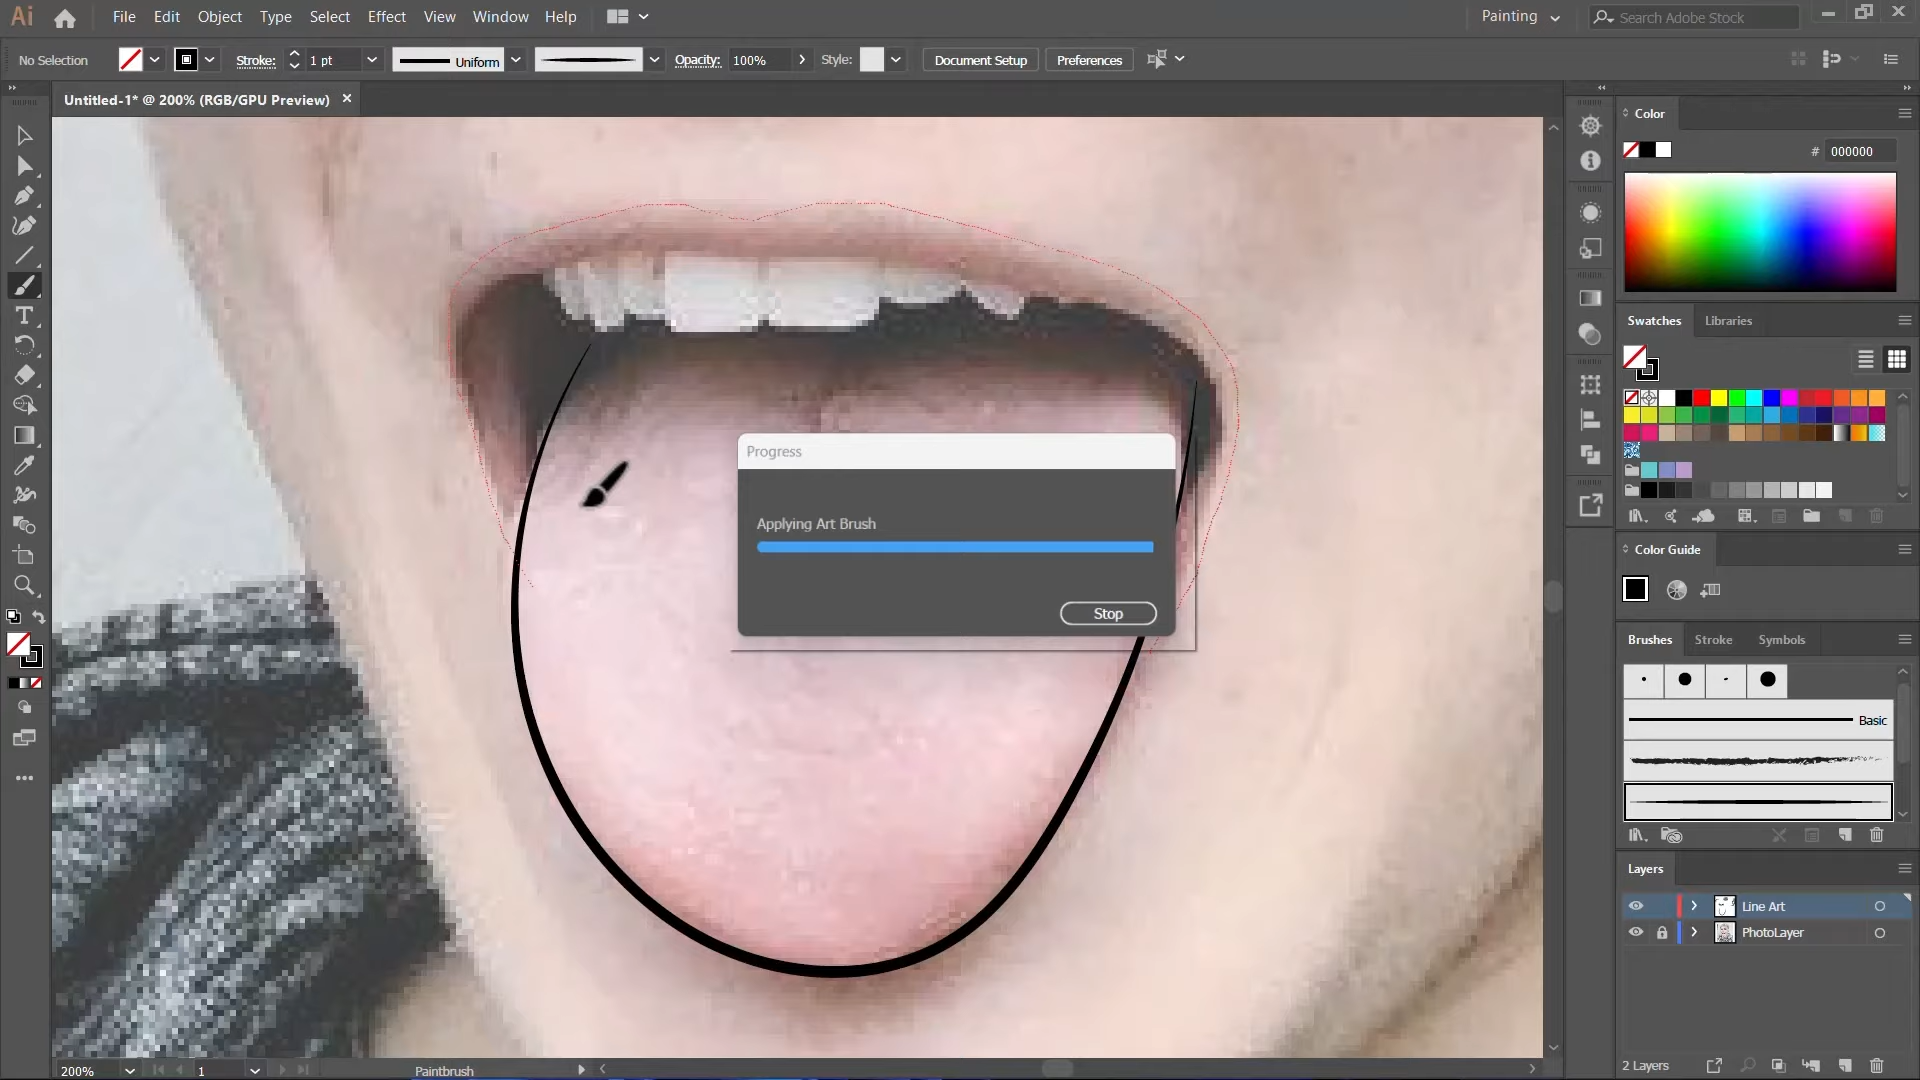 Ai File Edit Object Type Select Effect View Window Help Painting Search Adobe Stock
No Selection Stroke: 1 pt Uniform Opacity: 100% Style: Document Setup Preferences
Untitled-1* @ 200% (RGB/GPU Preview)
Color
# 000000
Swatches Libraries
Progress
Applying Art Brush
Stop
Color Guide
Brushes Stroke Symbols
Basic
Layers
Line Art
PhotoLayer
2 Layers
200% 1 Paintbrush